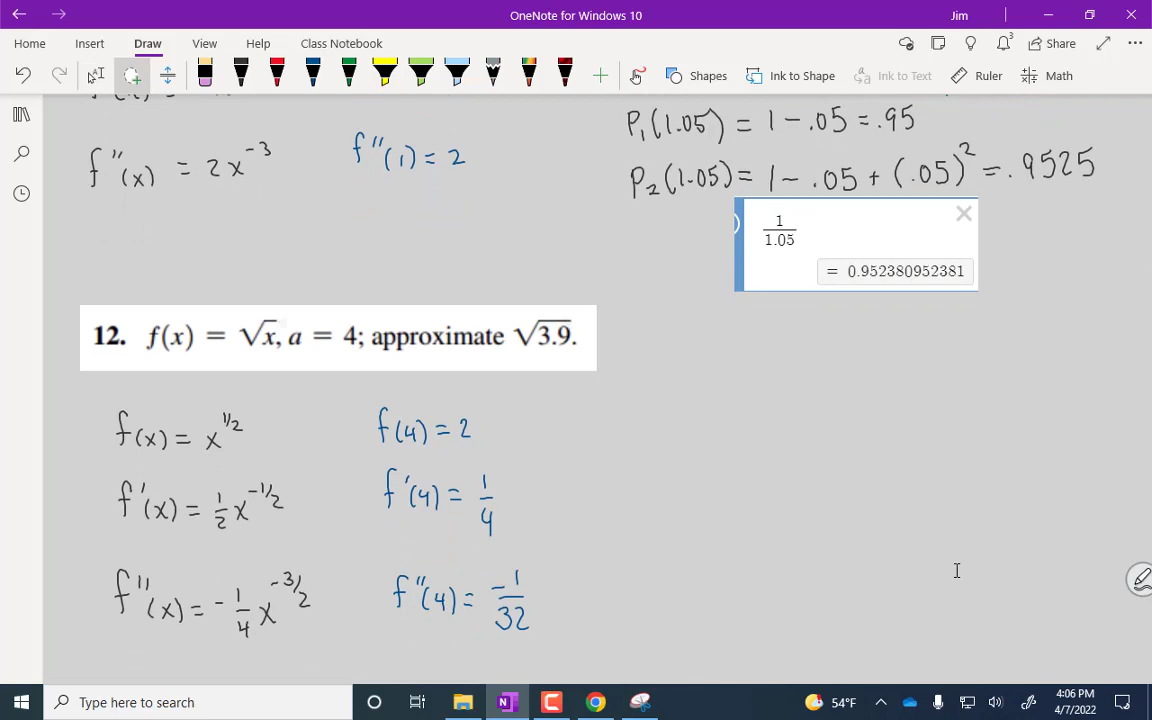 OneNote for Windows 10
Jim
Home Insert Draw View Help Class Notebook
Share
Shapes
Ink to Shape
Ink to Text
Ruler
Math
f''(x) = 2x^{-3}
f''(1) = 2
P₁(1.05) = 1 - .05 = .95
P₂(1.05) = 1 - .05 + (.05)² = .9525
1/1.05
= 0.952380952381
12. f(x) = √x, a = 4; approximate √3.9.
f(x) = x^{1/2}
f(4) = 2
f'(x) = 1/2 x^{-1/2}
f'(4) = 1/4
f''(x) = -1/4 x^{-3/2}
f''(4) = -1/32
Type here to search
54°F
4:06 PM
4/7/2022